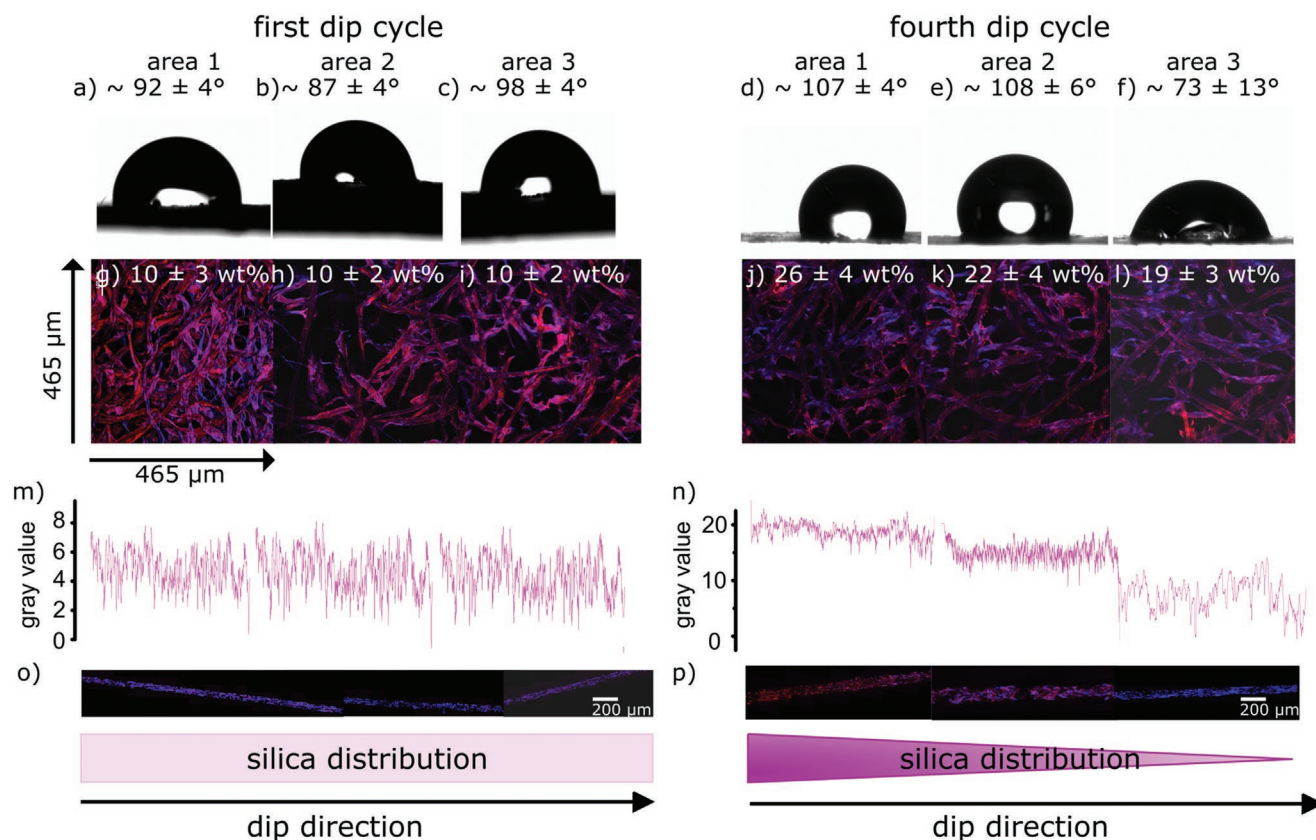 first dip cycle
area 1 area 2 area 3
a) ~ 92 ± 4° b) ~ 87 ± 4° c) ~ 98 ± 4°
g) 10 ± 3 wt% h) 10 ± 2 wt% i) 10 ± 2 wt%
465 µm
465 µm
m)
gray value
8
6
4
2
0
o)
200 µm
silica distribution
dip direction
fourth dip cycle
area 1 area 2 area 3
d) ~ 107 ± 4° e) ~ 108 ± 6° f) ~ 73 ± 13°
j) 26 ± 4 wt% k) 22 ± 4 wt% l) 19 ± 3 wt%
n)
gray value
20
10
0
p)
200 µm
silica distribution
dip direction